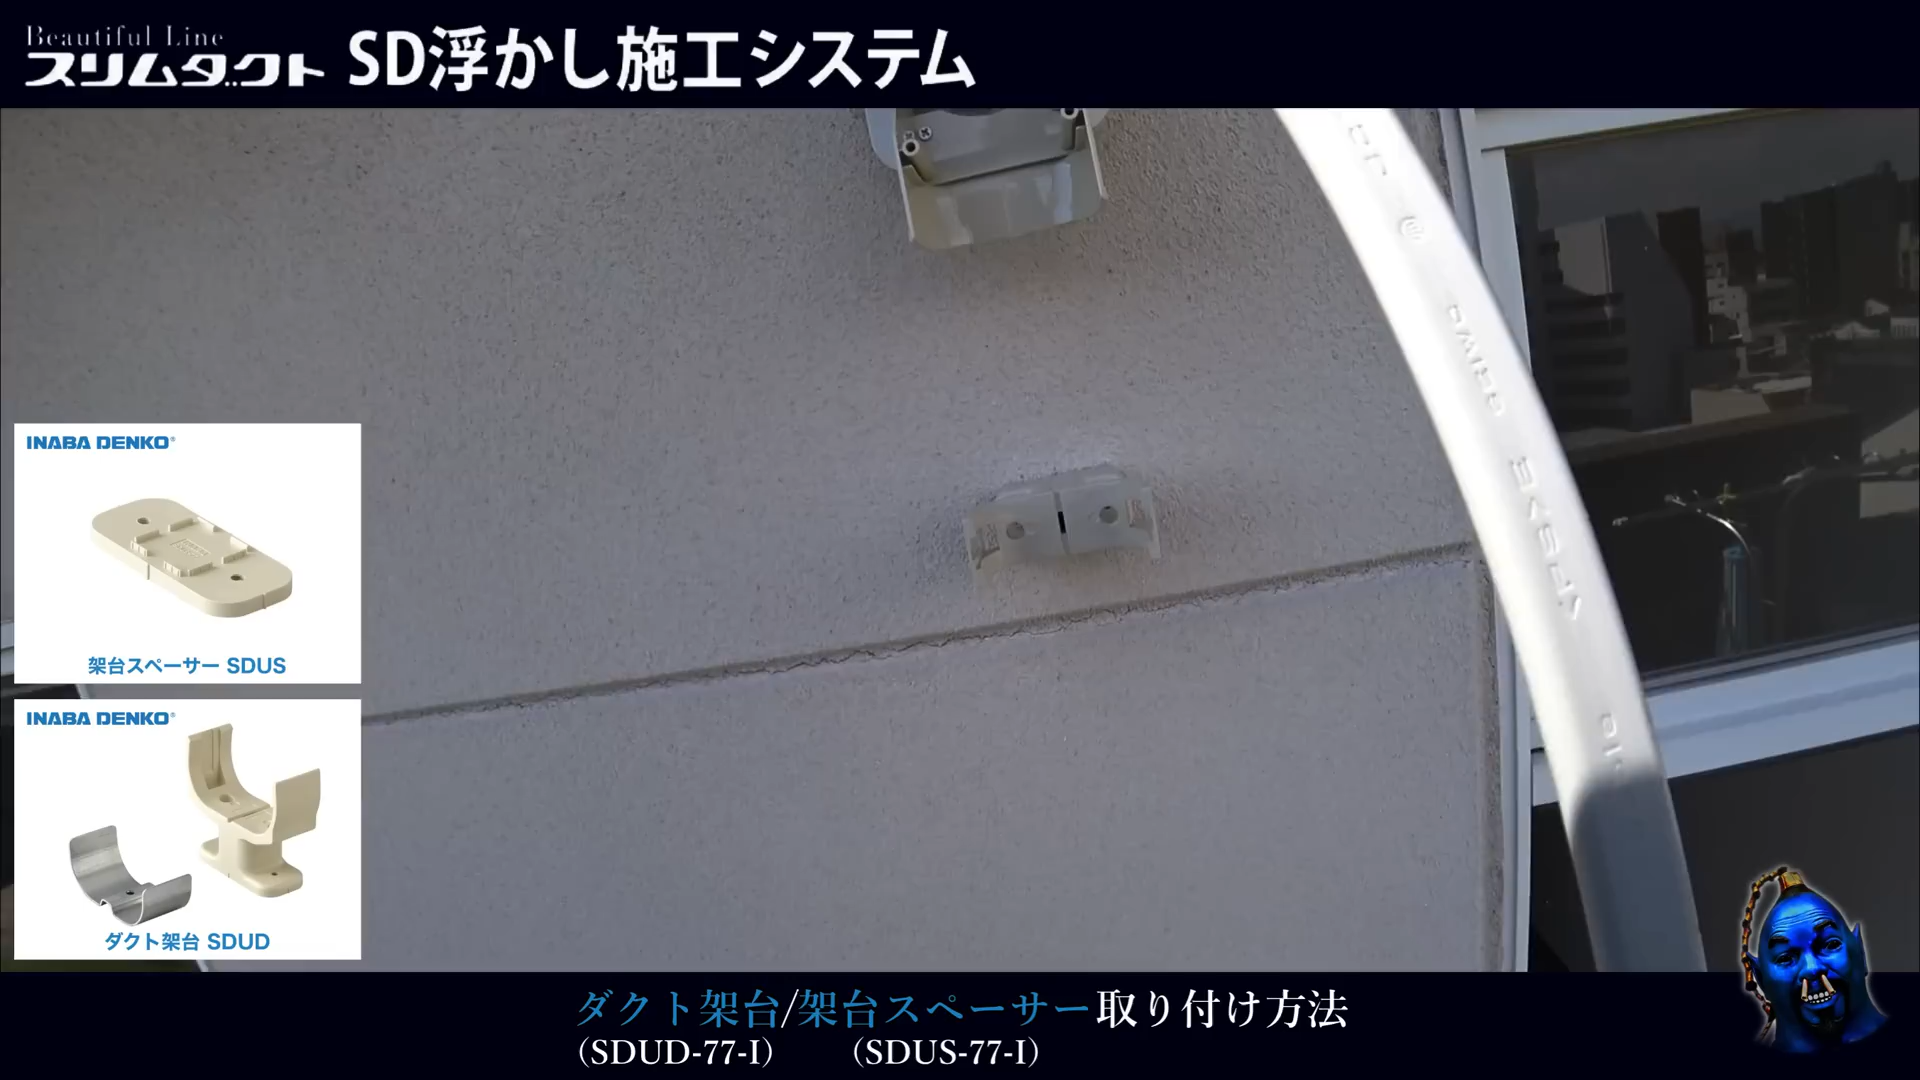 Beautiful Line
スリムダクト SD浮かし施工システム
INABA DENKO®
架台スペーサー SDUS
INABA DENKO®
ダクト架台 SDUD
ダクト架台/架台スペーサー取り付け方法
(SDUD-77-I) (SDUS-77-I)